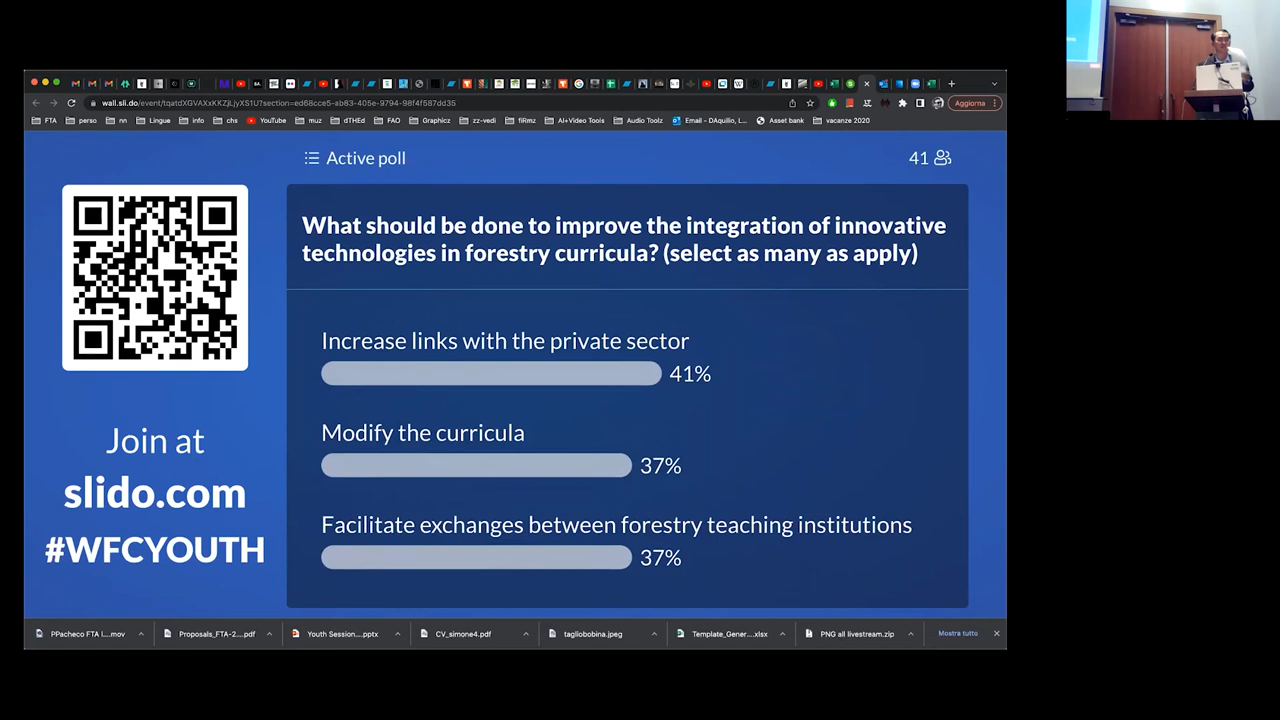 wall.sli.do/event/tqatdXGVAXxKKZjLjyXS1U?section=ed68cce5-ab83-405e-9794-98f4f587dd35
Aggiorna
FTA
perso
nn
Lingue
info
chs
YouTube
muz
dTHEd
FAO
Graphicz
zz-vedi
fiRmz
AI+Video Tools
Audio Toolz
Email - DAquilio, L...
Asset bank
vacanze 2020
Active poll
41
What should be done to improve the integration of innovative
technologies in forestry curricula? (select as many as apply)
Increase links with the private sector
41%
Modify the curricula
37%
Facilitate exchanges between forestry teaching institutions
37%
Join at
slido.com
#WFCYOUTH
PPacheco FTA I....mov
Proposals_FTA-2....pdf
Youth Session....pptx
CV_simone4.pdf
tagliobobina.jpeg
Template_Gener....xlsx
PNG all livestream.zip
Mostra tutto